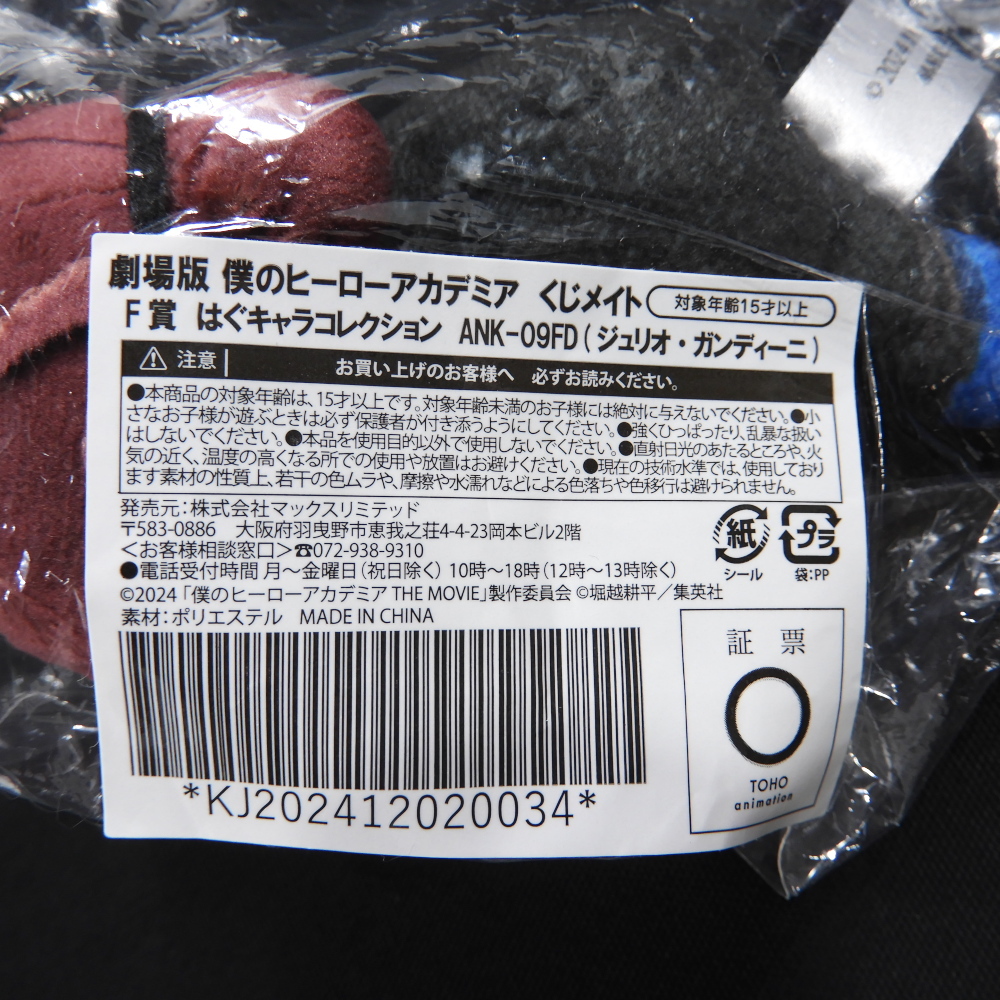 ©2024
劇場版 僕のヒーローアカデミア くじメイト 対象年齢15才以上
F賞 はぐキャラコレクション ANK-09FD(ジュリオ・ガンディーニ)
注意 お買い上げのお客様へ 必ずお読みください。
●本商品の対象年齢は、15才以上です。対象年齢未満のお子様には絶対に与えないでください。●小
さなお子様が遊ぶときは必ず保護者が付き添うようにしてください。●強くひっぱったり、乱暴な扱い
はしないでください。●本品を使用目的以外で使用しないでください。●直射日光のあたるところや、火
気の近く、温度の高くなる所での使用や放置はお避けください。●現在の技術水準では、使用しており
ます素材の性質上、若干の色ムラや、摩擦や水濡れなどによる色落ちや色移行は避けられません。
発売元:株式会社マックスリミテッド
〒583-0886 大阪府羽曳野市恵我之荘4-4-23岡本ビル2階
<お客様相談窓口>☎072-938-9310
●電話受付時間 月～金曜日(祝日除く) 10時～18時(12時～13時除く)
©2024「僕のヒーローアカデミア THE MOVIE」製作委員会 ©堀越耕平／集英社
素材:ポリエステル MADE IN CHINA
紙
シール
プラ
袋:PP
*KJ202412020034*
証 票
TOHO
animation